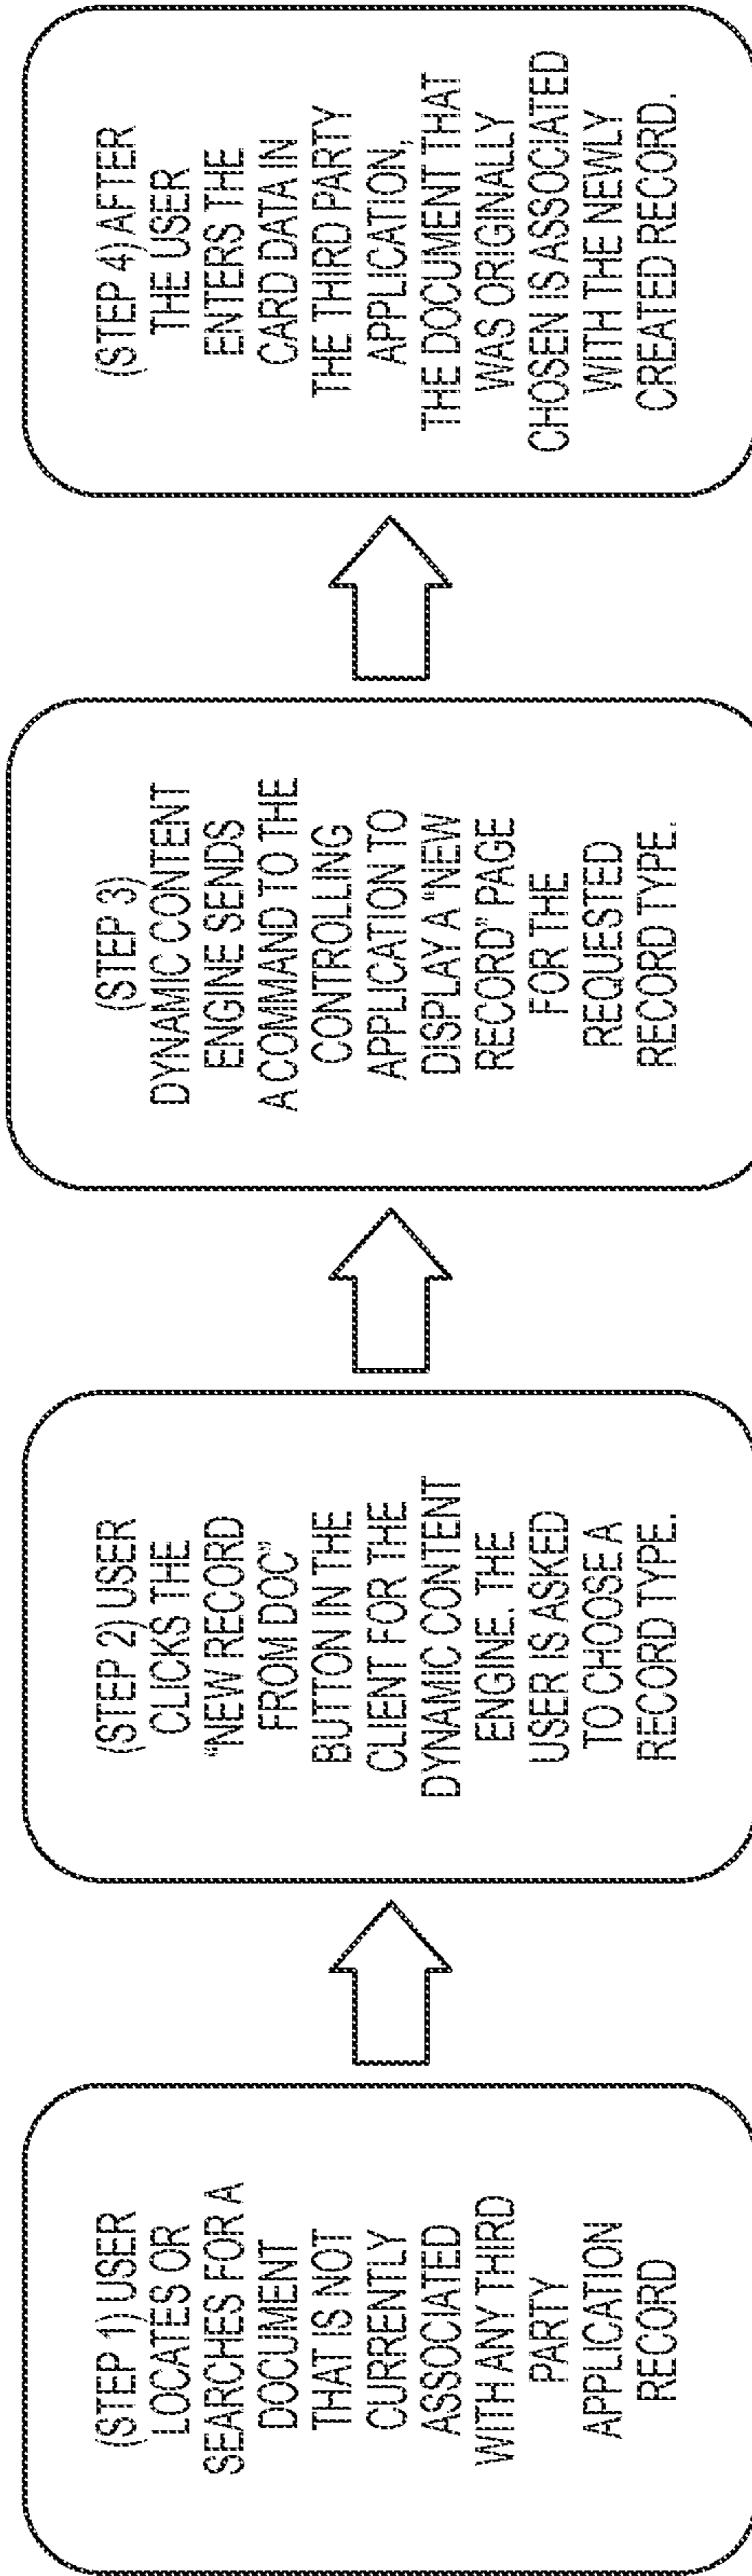 (STEP 1) USER
LOCATES OR
SEARCHES FOR A
DOCUMENT
THAT IS NOT
CURRENTLY
ASSOCIATED
WITH ANY THIRD
PARTY
APPLICATION
RECORD
(STEP 2) USER
CLICKS THE
“NEW RECORD
FROM DOC”
BUTTON IN THE
CLIENT FOR THE
DYNAMIC CONTENT
ENGINE. THE
USER IS ASKED
TO CHOOSE A
RECORD TYPE.
(STEP 3)
DYNAMIC CONTENT
ENGINE SENDS
A COMMAND TO THE
CONTROLLING
APPLICATION TO
DISPLAY A “NEW
RECORD” PAGE
FOR THE
REQUESTED
RECORD TYPE.
(STEP 4) AFTER
THE USER
ENTERS THE
CARD DATA IN
THE THIRD PARTY
APPLICATION,
THE DOCUMENT THAT
WAS ORIGINALLY
CHOSEN IS ASSOCIATED
WITH THE NEWLY
CREATED RECORD.